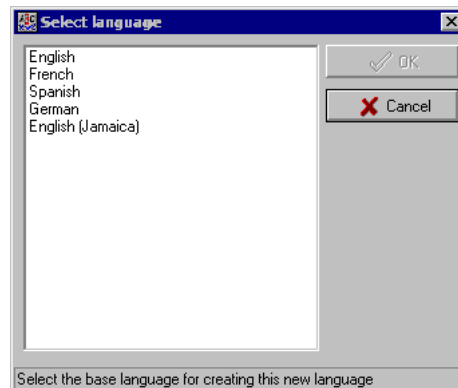 Select language
English
French
Spanish
German
English (Jamaica)
OK
Cancel
Select the base language for creating this new language